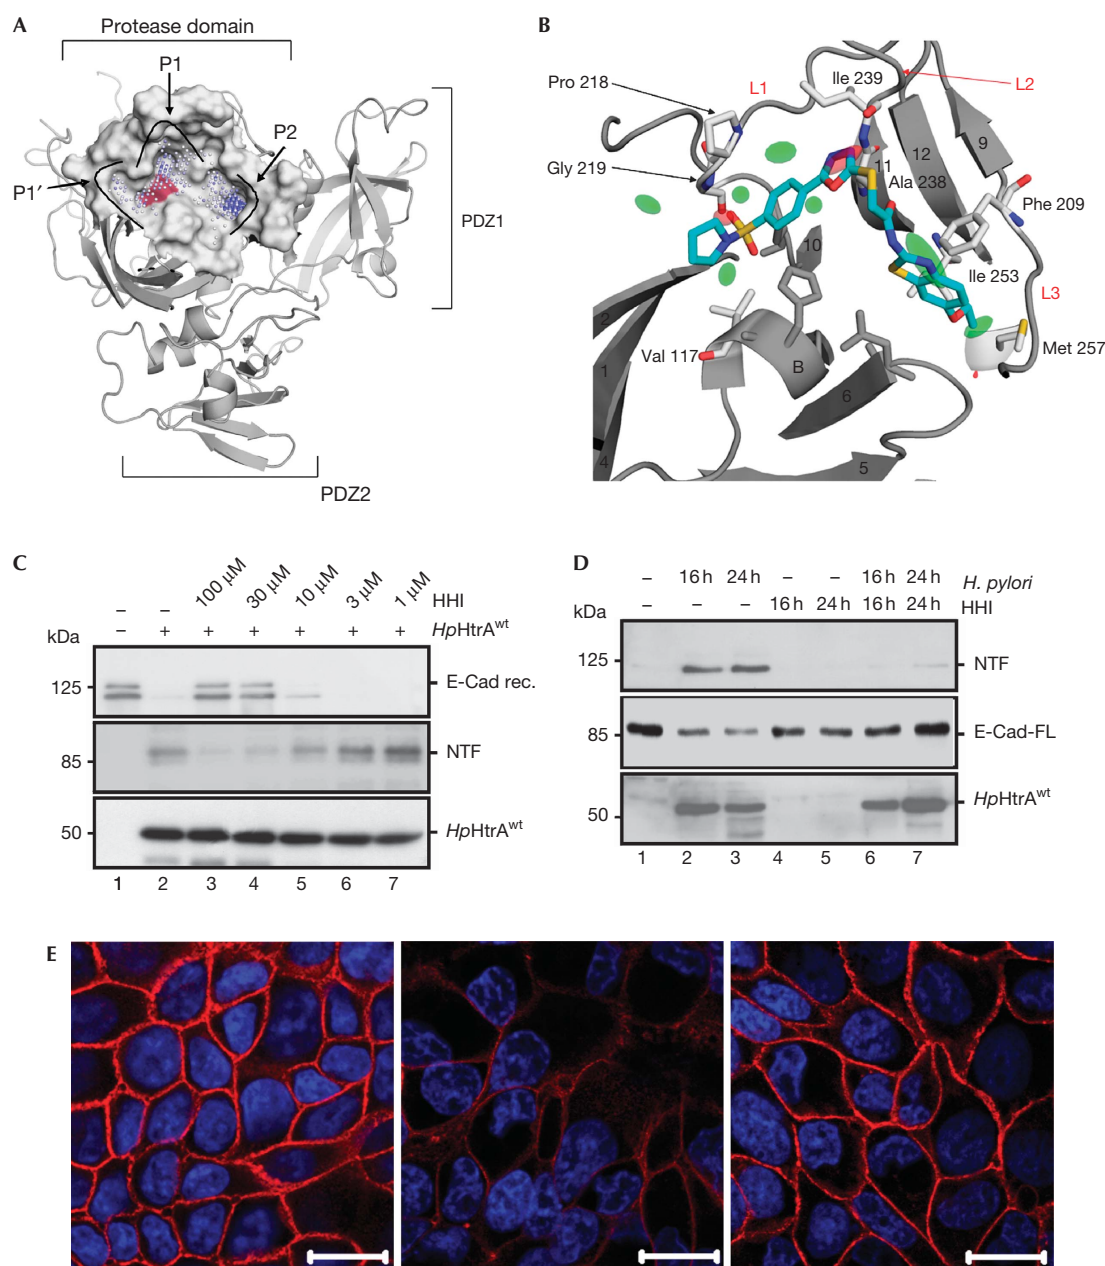 A
Protease domain
P1
P2
P1′
PDZ1
PDZ2
B
Pro 218
L1
Ile 239
L2
Gly 219
9
11
12
Ala 238
Phe 209
10
Ile 253
L3
2
Val 117
Met 257
1
B
6
4
5
C
100 µM
30 µM
10 µM
3 µM
1 µM
– – HHI
– + + + + + + HpHtrAwt
kDa
125 E-Cad rec.
85 NTF
50 HpHtrAwt
1 2 3 4 5 6 7
D
– 16 h 24 h – – 16 h 24 h H. pylori
– – – 16 h 24 h 16 h 24 h HHI
kDa
125 NTF
85 E-Cad-FL
50 HpHtrAwt
1 2 3 4 5 6 7
E